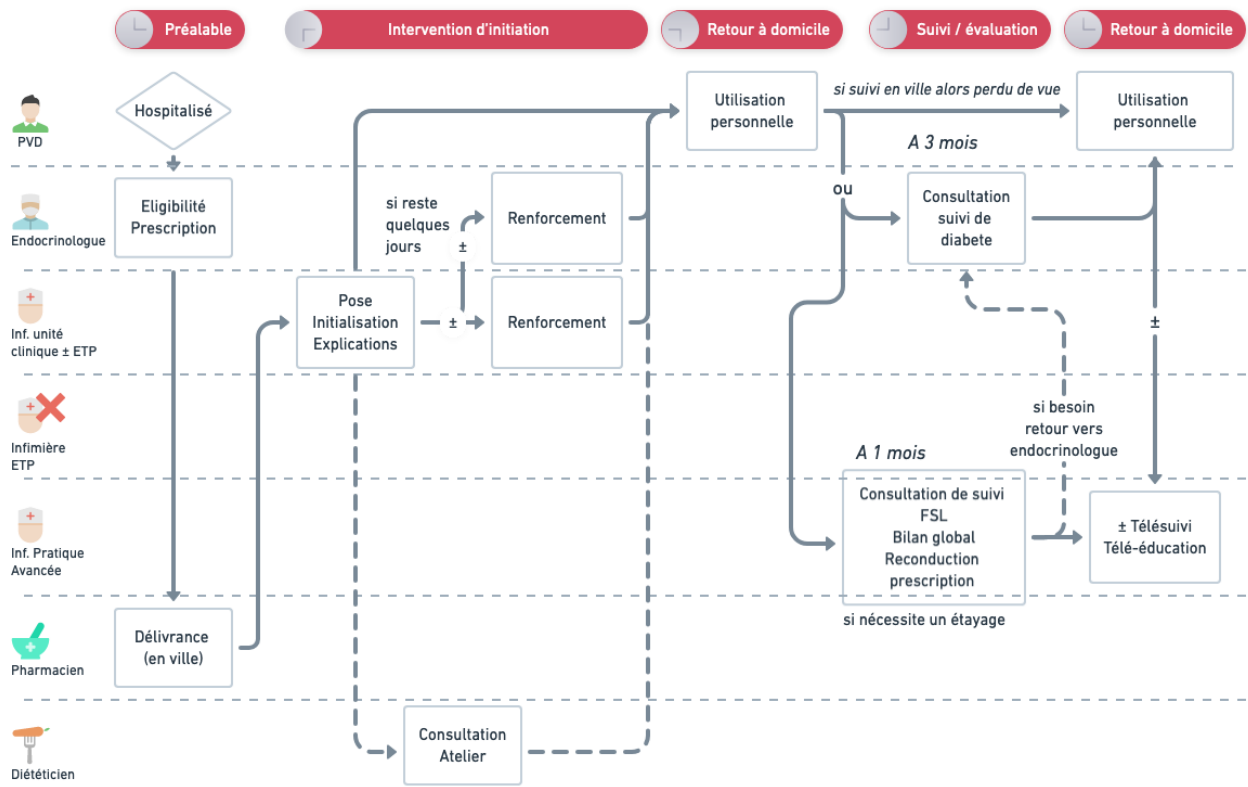 Préalable
Intervention d'initiation
Retour à domicile
Suivi / évaluation
Retour à domicile
PVD
Hospitalisé
Utilisation
personnelle
si suivi en ville alors perdu de vue
Utilisation
personnelle
A 3 mois
Endocrinologue
Eligibilité
Prescription
si reste
quelques
jours
±
Renforcement
ou
Consultation
suivi de
diabete
Inf. unité
clinique ± ETP
Pose
Initialisation
Explications
±
Renforcement
±
Infimière
ETP
si besoin
retour vers
endocrinologue
A 1 mois
Inf. Pratique
Avancée
Consultation de suivi
FSL
Bilan global
Reconduction
prescription
± Télésuivi
Télé-éducation
si nécessite un étayage
Pharmacien
Délivrance
(en ville)
Diététicien
Consultation
Atelier